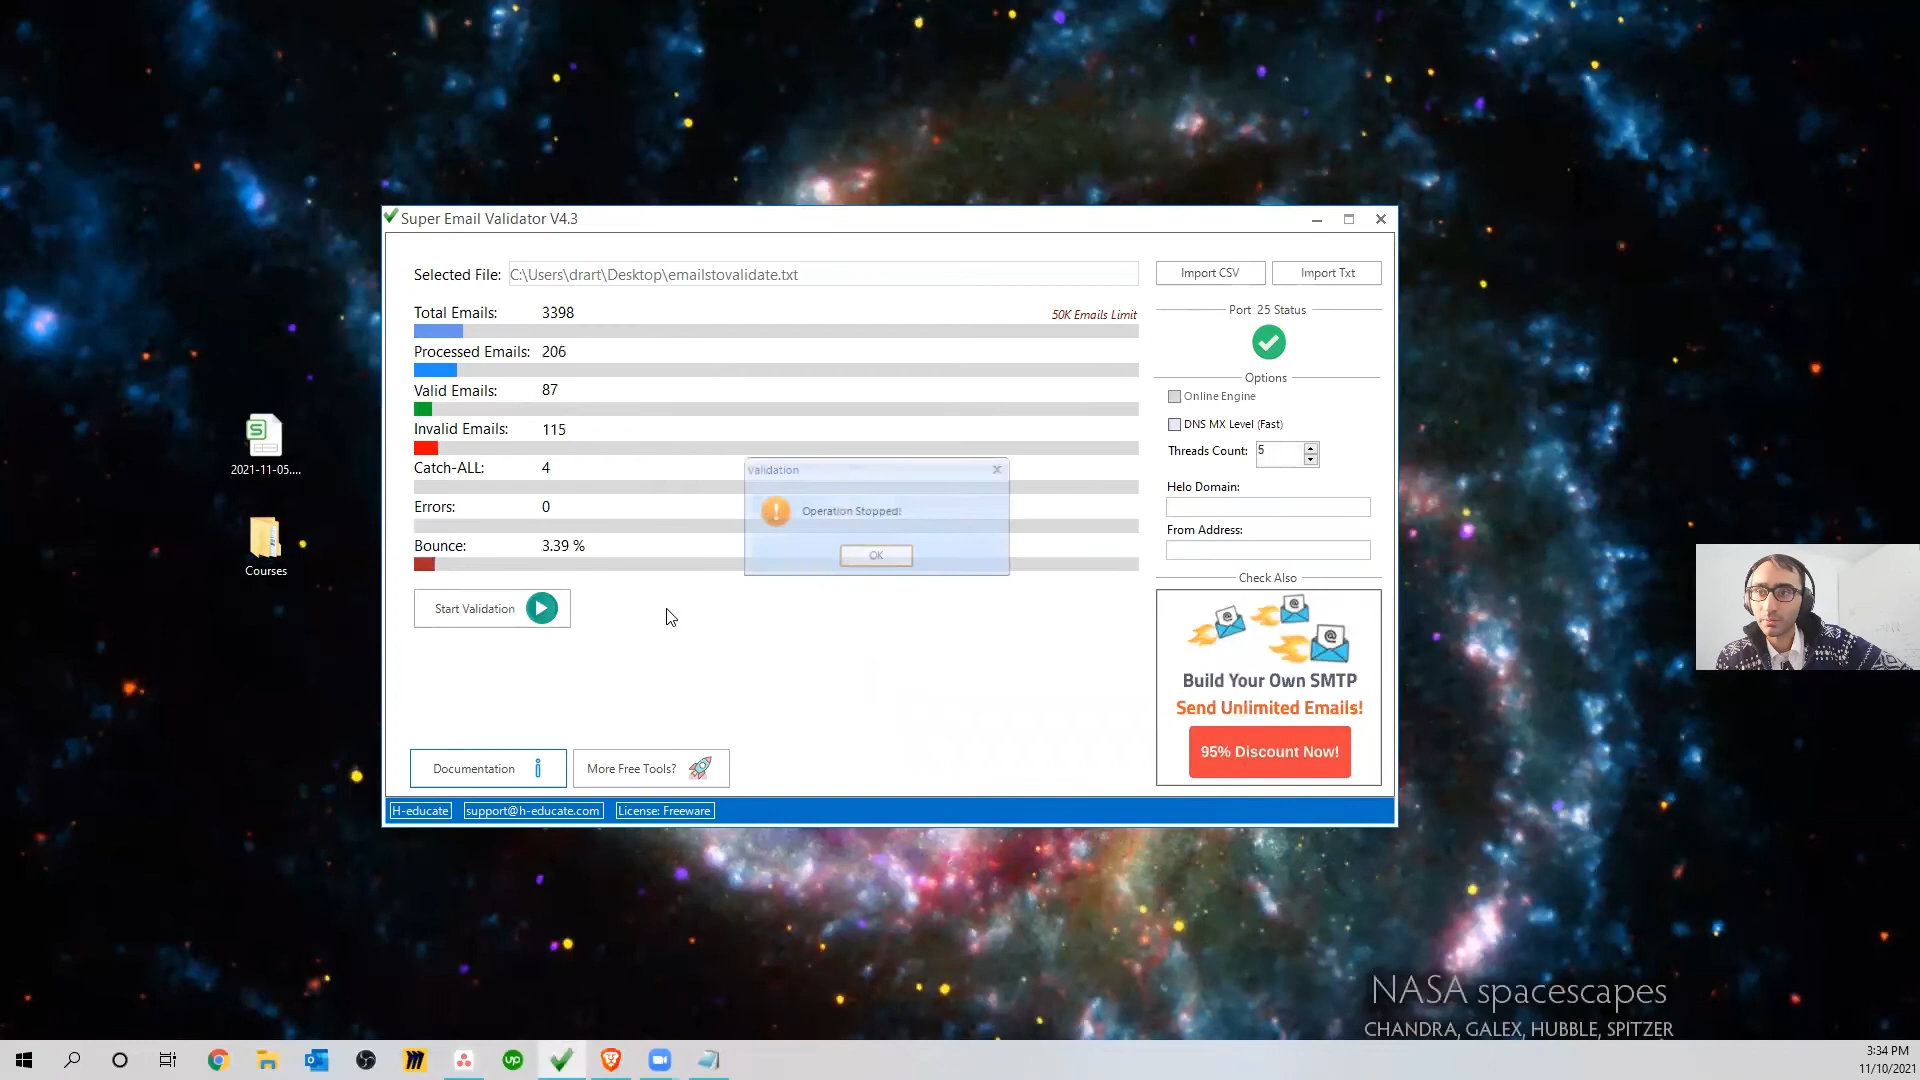 Super Email Validator V4.3
Selected File: C:\Users\drart\Desktop\emailstovalidate.txt
Import CSV
Import Txt
Total Emails: 3398
50K Emails Limit
Port 25 Status
Processed Emails: 206
Options
Valid Emails: 87
Online Engine
DNS MX Level (Fast)
Invalid Emails: 115
Threads Count: 5
Catch-ALL: 4
Validation
Operation Stopped!
OK
Helo Domain:
Errors: 0
From Address:
Bounce: 3.39 %
Check Also
Start Validation
Build Your Own SMTP
Send Unlimited Emails!
95% Discount Now!
Documentation
More Free Tools?
H-educate
support@h-educate.com
License: Freeware
2021-11-05....
Courses
NASA spacescapes
CHANDRA, GALEX, HUBBLE, SPITZER
up
3:34 PM
11/10/2021